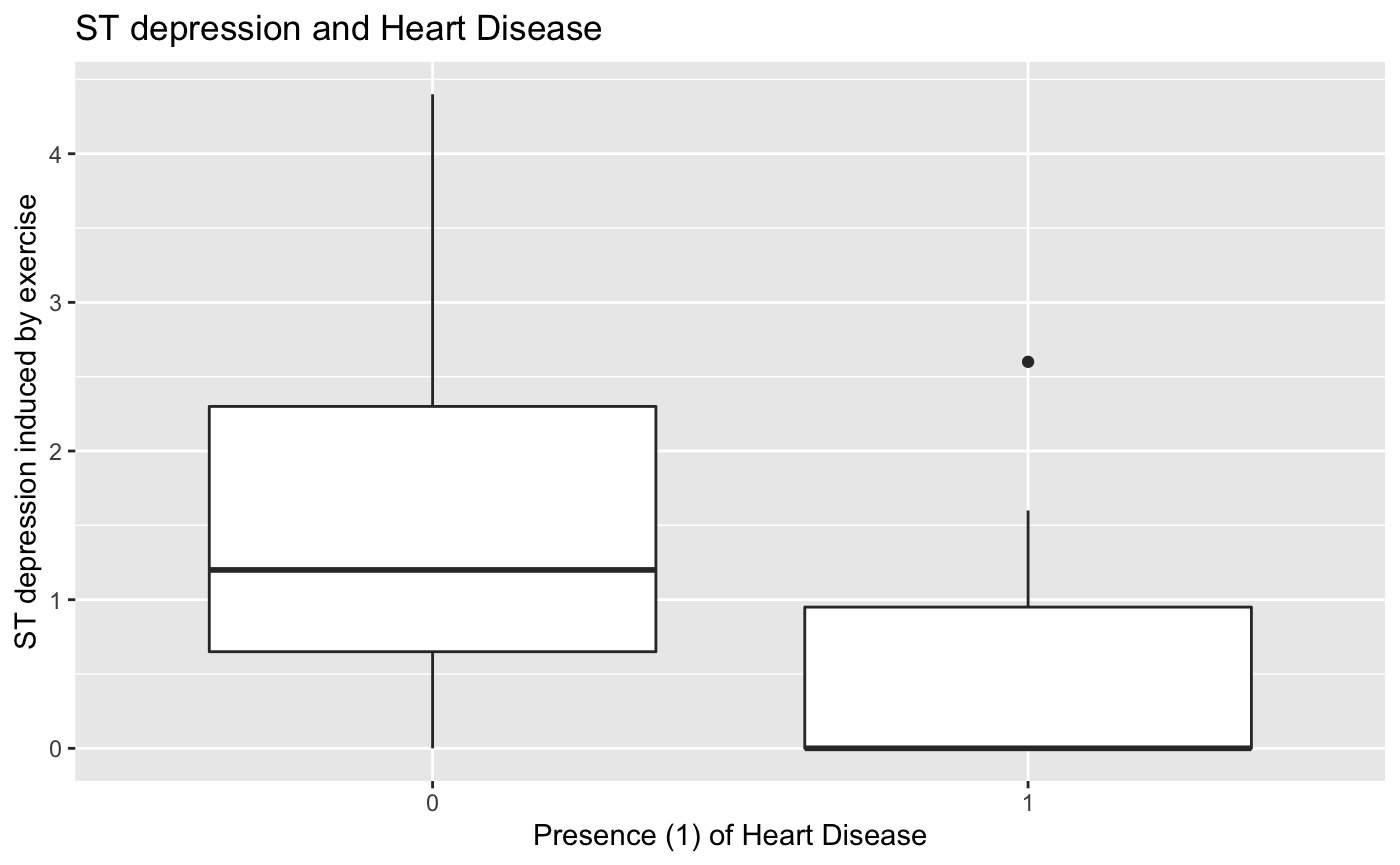 ST depression and Heart Disease
ST depression induced by exercise
4
3
2
1
0
0
1
Presence (1) of Heart Disease